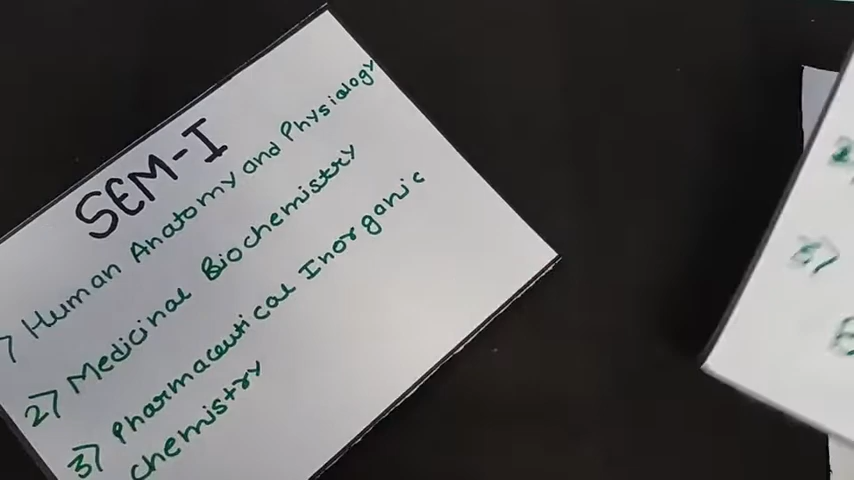 SEM-I
1) Human Anatomy and Physiology
2) Medicinal Biochemistry
3) Pharmaceutical Inorganic
chemistry